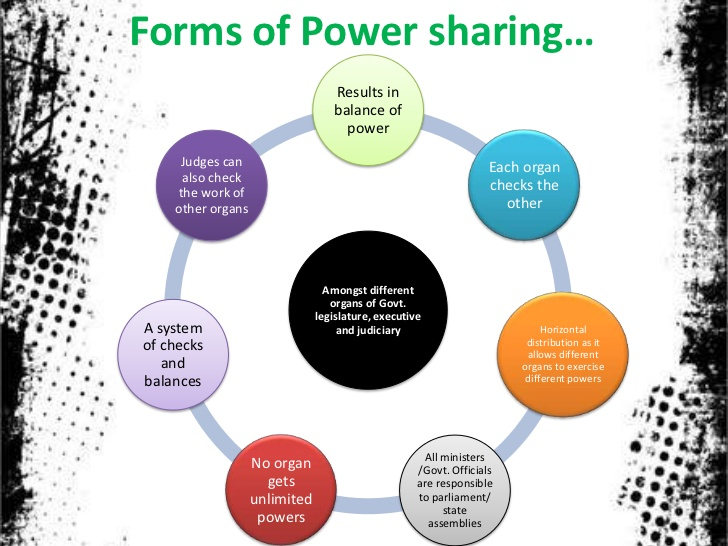 Forms of Power sharing…
Results in
balance of
power
Each organ
checks the
other
Horizontal
distribution as it
allows different
organs to exercise
different powers
All ministers
/Govt. Officials
are responsible
to parliament/
state
assemblies
No organ
gets
unlimited
powers
A system
of checks
and
balances
Judges can
also check
the work of
other organs
Amongst different
organs of Govt.
legislature, executive
and judiciary